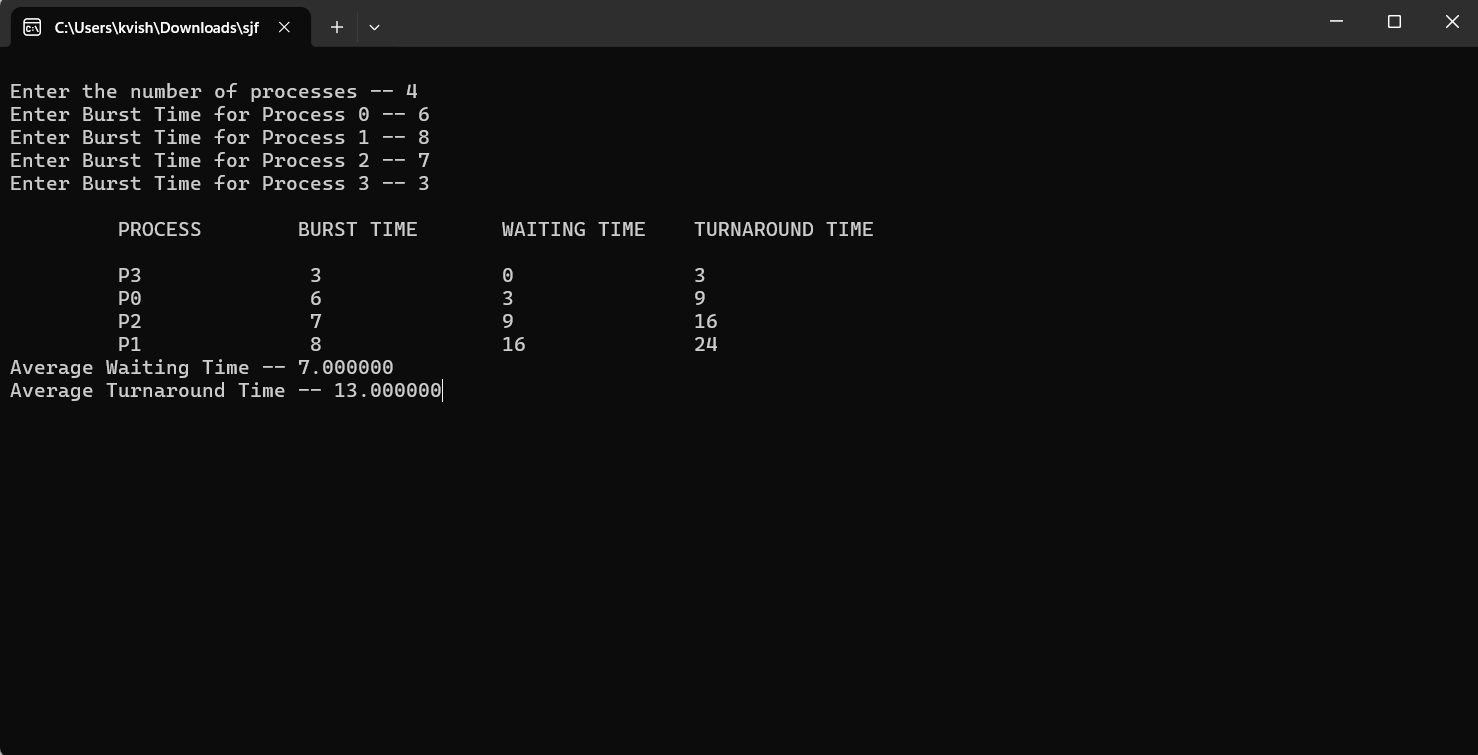 C:\Users\kvish\Downloads\sjf
Enter the number of processes -- 4
Enter Burst Time for Process 0 -- 6
Enter Burst Time for Process 1 -- 8
Enter Burst Time for Process 2 -- 7
Enter Burst Time for Process 3 -- 3
PROCESS BURST TIME WAITING TIME TURNAROUND TIME
P3 3 0 3
P0 6 3 9
P2 7 9 16
P1 8 16 24
Average Waiting Time -- 7.000000
Average Turnaround Time -- 13.000000